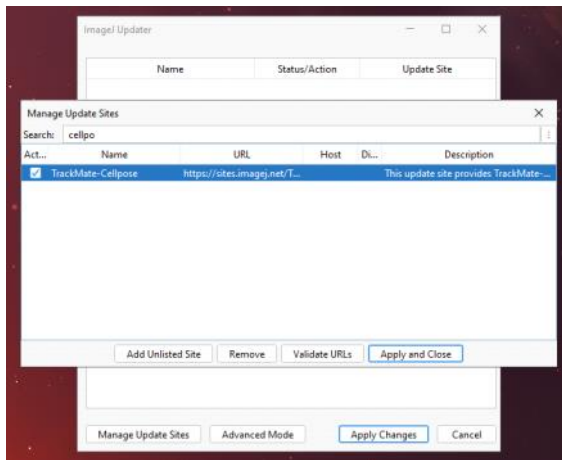 ImageJ Updater
Name Status/Action Update Site
Manage Update Sites
Search: cellpo
Act... Name URL Host Di... Description
TrackMate-Cellpose https://sites.imagej.net/T... This update site provides TrackMate-...
Add Unlisted Site Remove Validate URLs Apply and Close
Manage Update Sites Advanced Mode Apply Changes Cancel